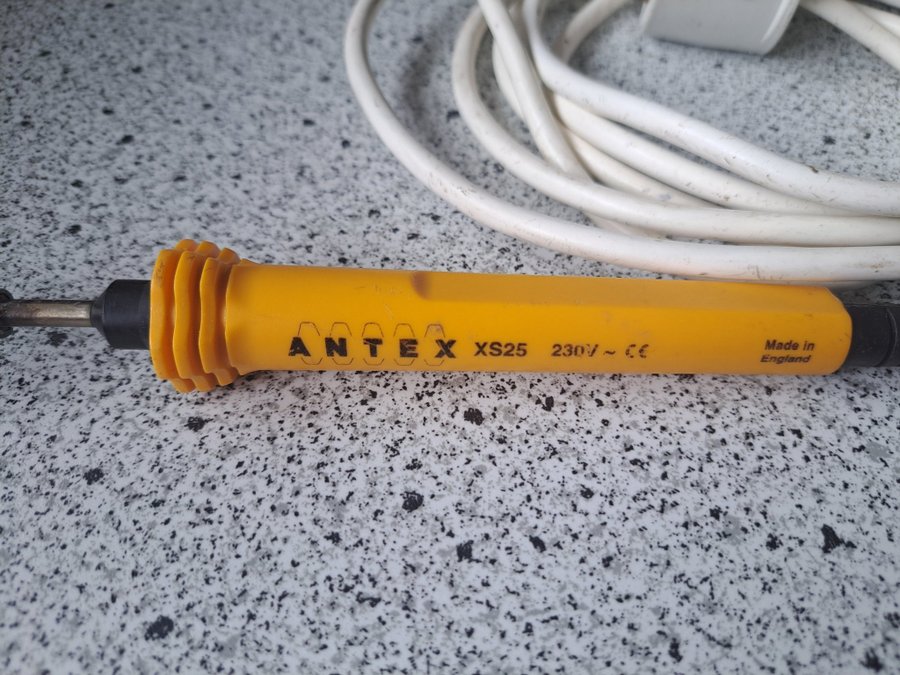 ANTEX XS25 230V ~ CE
Made in
England